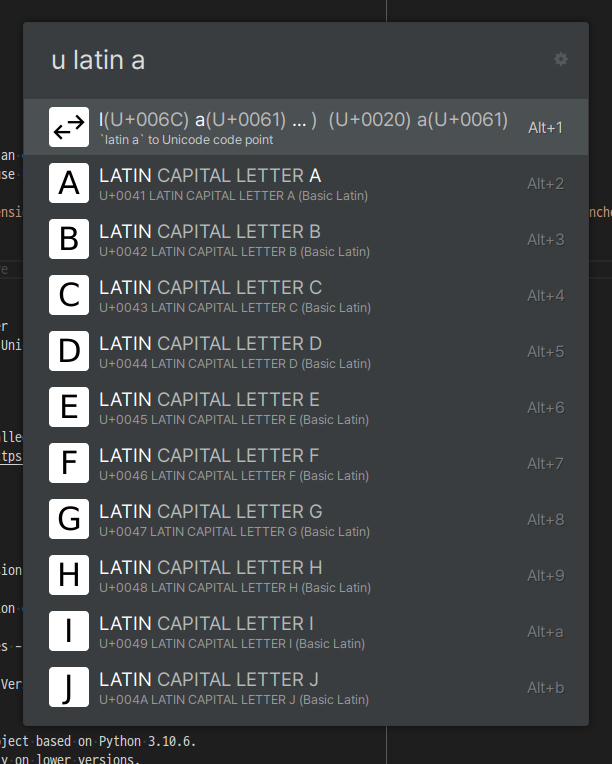 u latin a
l(U+006C) a(U+0061) ... )  (U+0020) a(U+0061)
Alt+1
`latin a` to Unicode code point
A
LATIN CAPITAL LETTER A
Alt+2
U+0041 LATIN CAPITAL LETTER A (Basic Latin)
B
LATIN CAPITAL LETTER B
Alt+3
U+0042 LATIN CAPITAL LETTER B (Basic Latin)
C
LATIN CAPITAL LETTER C
Alt+4
U+0043 LATIN CAPITAL LETTER C (Basic Latin)
D
LATIN CAPITAL LETTER D
Alt+5
U+0044 LATIN CAPITAL LETTER D (Basic Latin)
E
LATIN CAPITAL LETTER E
Alt+6
U+0045 LATIN CAPITAL LETTER E (Basic Latin)
F
LATIN CAPITAL LETTER F
Alt+7
U+0046 LATIN CAPITAL LETTER F (Basic Latin)
G
LATIN CAPITAL LETTER G
Alt+8
U+0047 LATIN CAPITAL LETTER G (Basic Latin)
H
LATIN CAPITAL LETTER H
Alt+9
U+0048 LATIN CAPITAL LETTER H (Basic Latin)
I
LATIN CAPITAL LETTER I
Alt+a
U+0049 LATIN CAPITAL LETTER I (Basic Latin)
J
LATIN CAPITAL LETTER J
Alt+b
U+004A LATIN CAPITAL LETTER J (Basic Latin)
ject based on Python 3.10.6.
on lower versions.